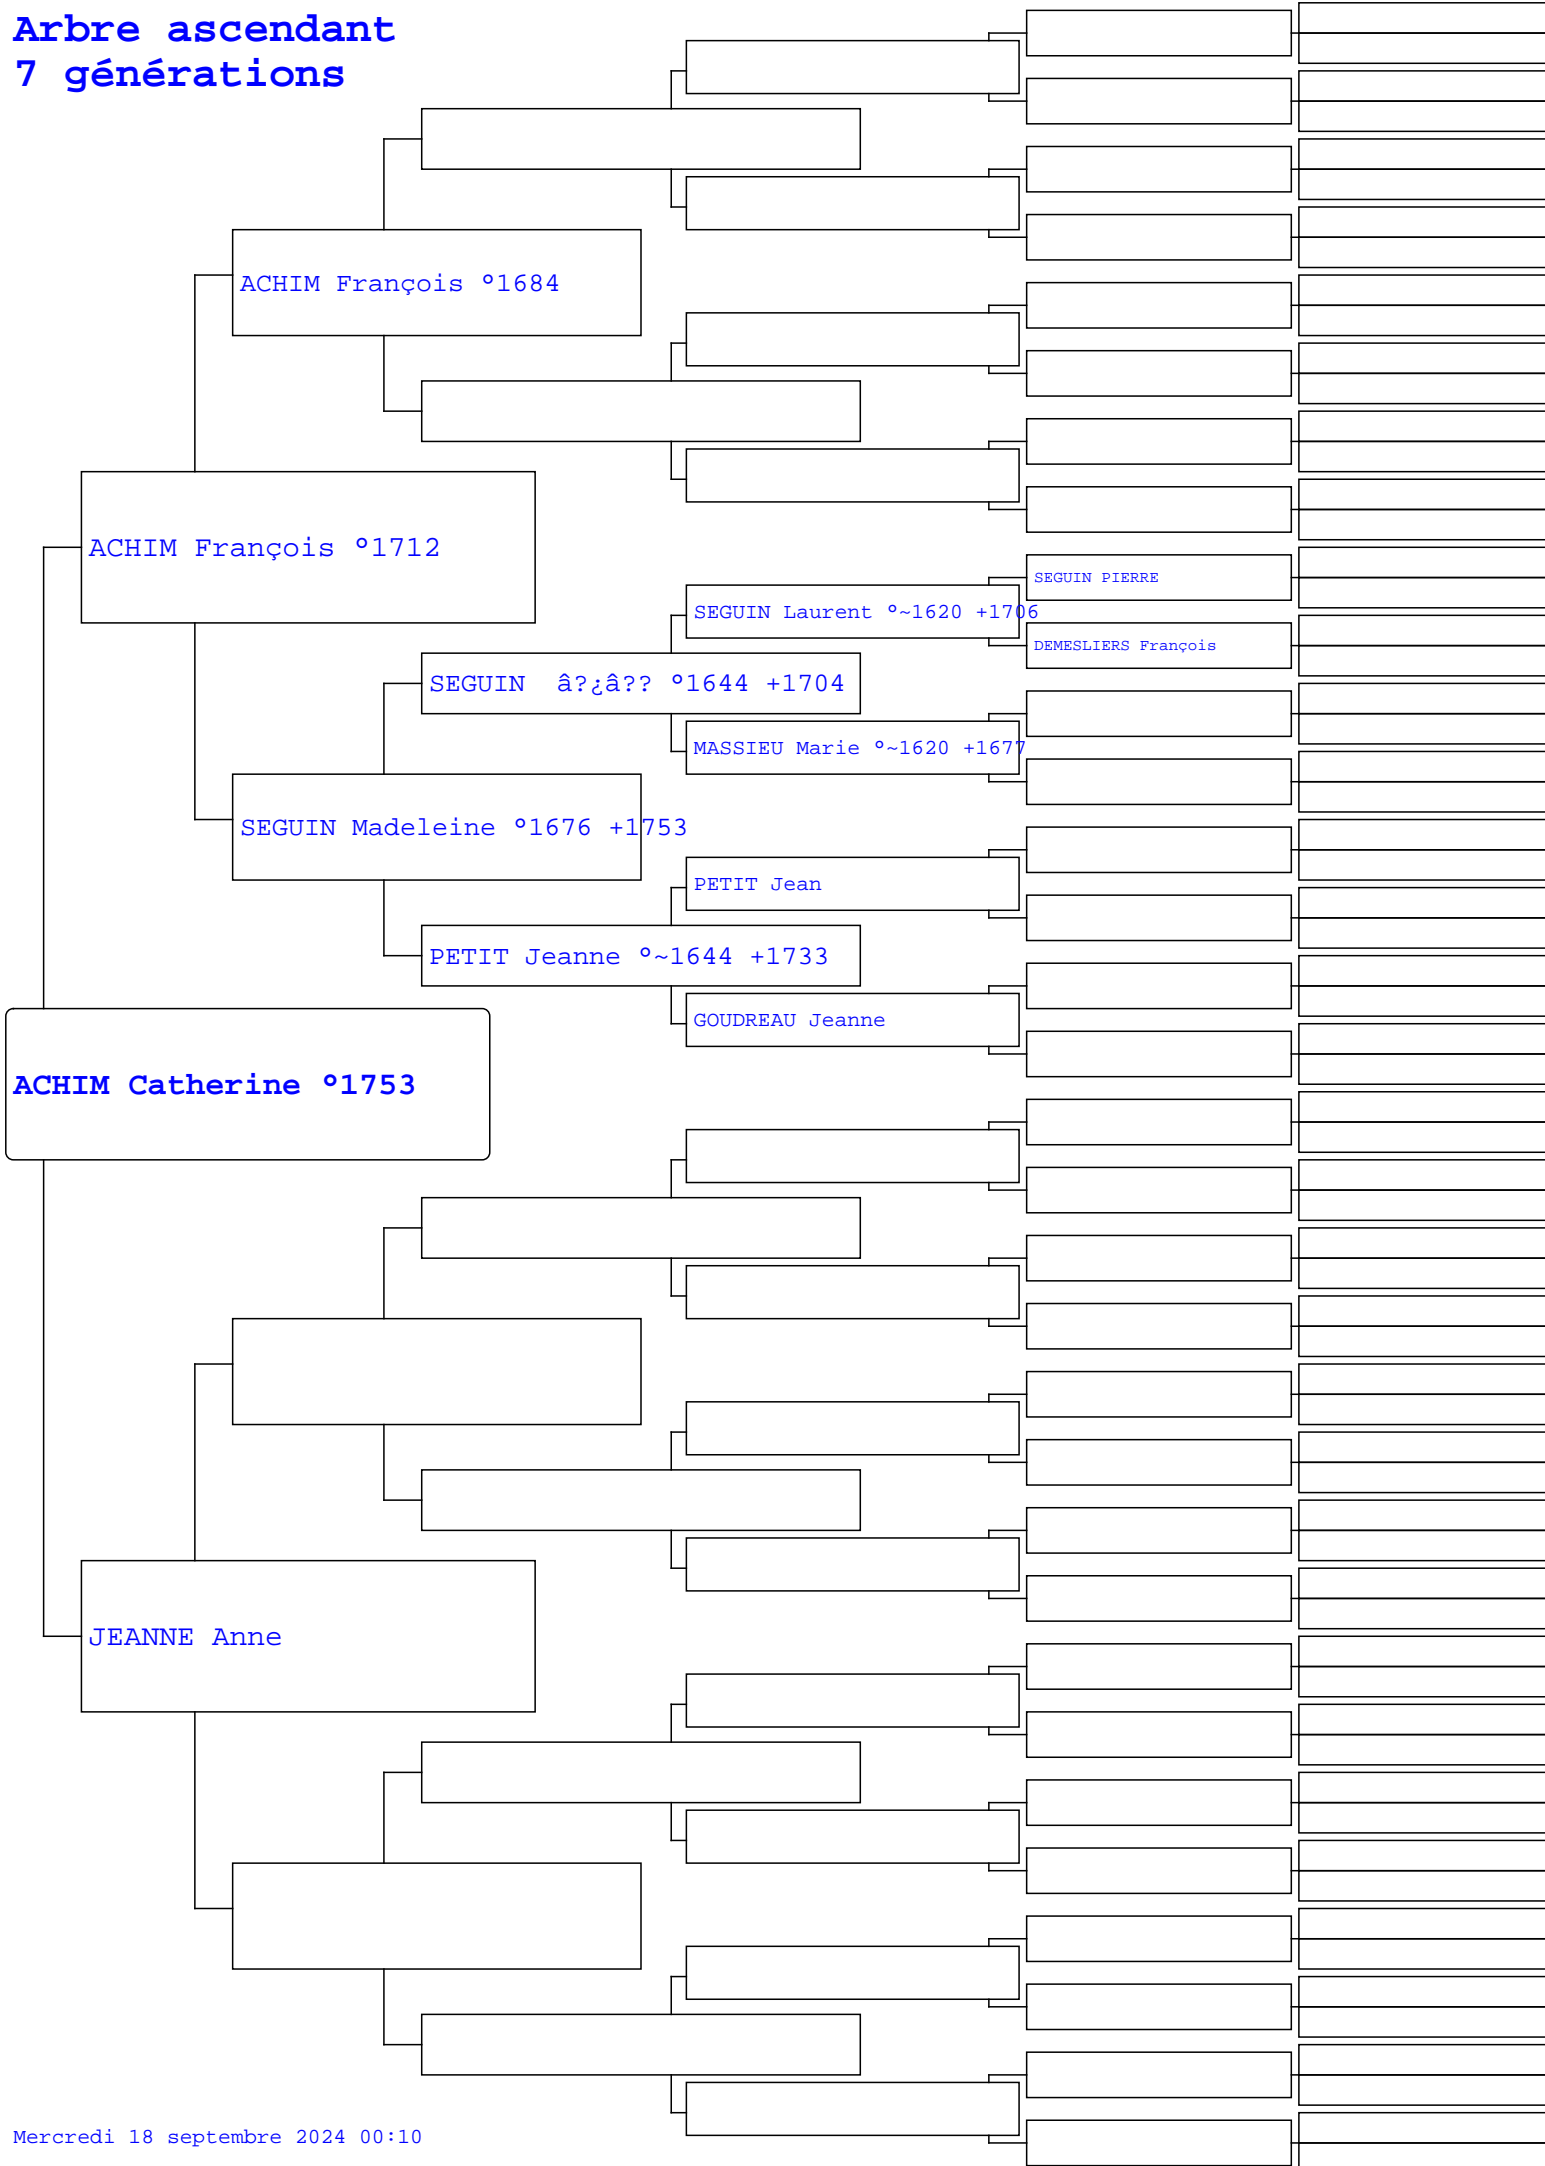 Arbre ascendant
7 générations
ACHIM François °1684
ACHIM François °1712
SEGUIN PIERRE
SEGUIN Laurent °~1620 +1706
DEMESLIERS François
SEGUIN  â?¿â?? °1644 +1704
MASSIEU Marie °~1620 +1677
SEGUIN Madeleine °1676 +1753
PETIT Jean
PETIT Jeanne °~1644 +1733
GOUDREAU Jeanne
ACHIM Catherine °1753
JEANNE Anne
Mercredi 18 septembre 2024 00:10